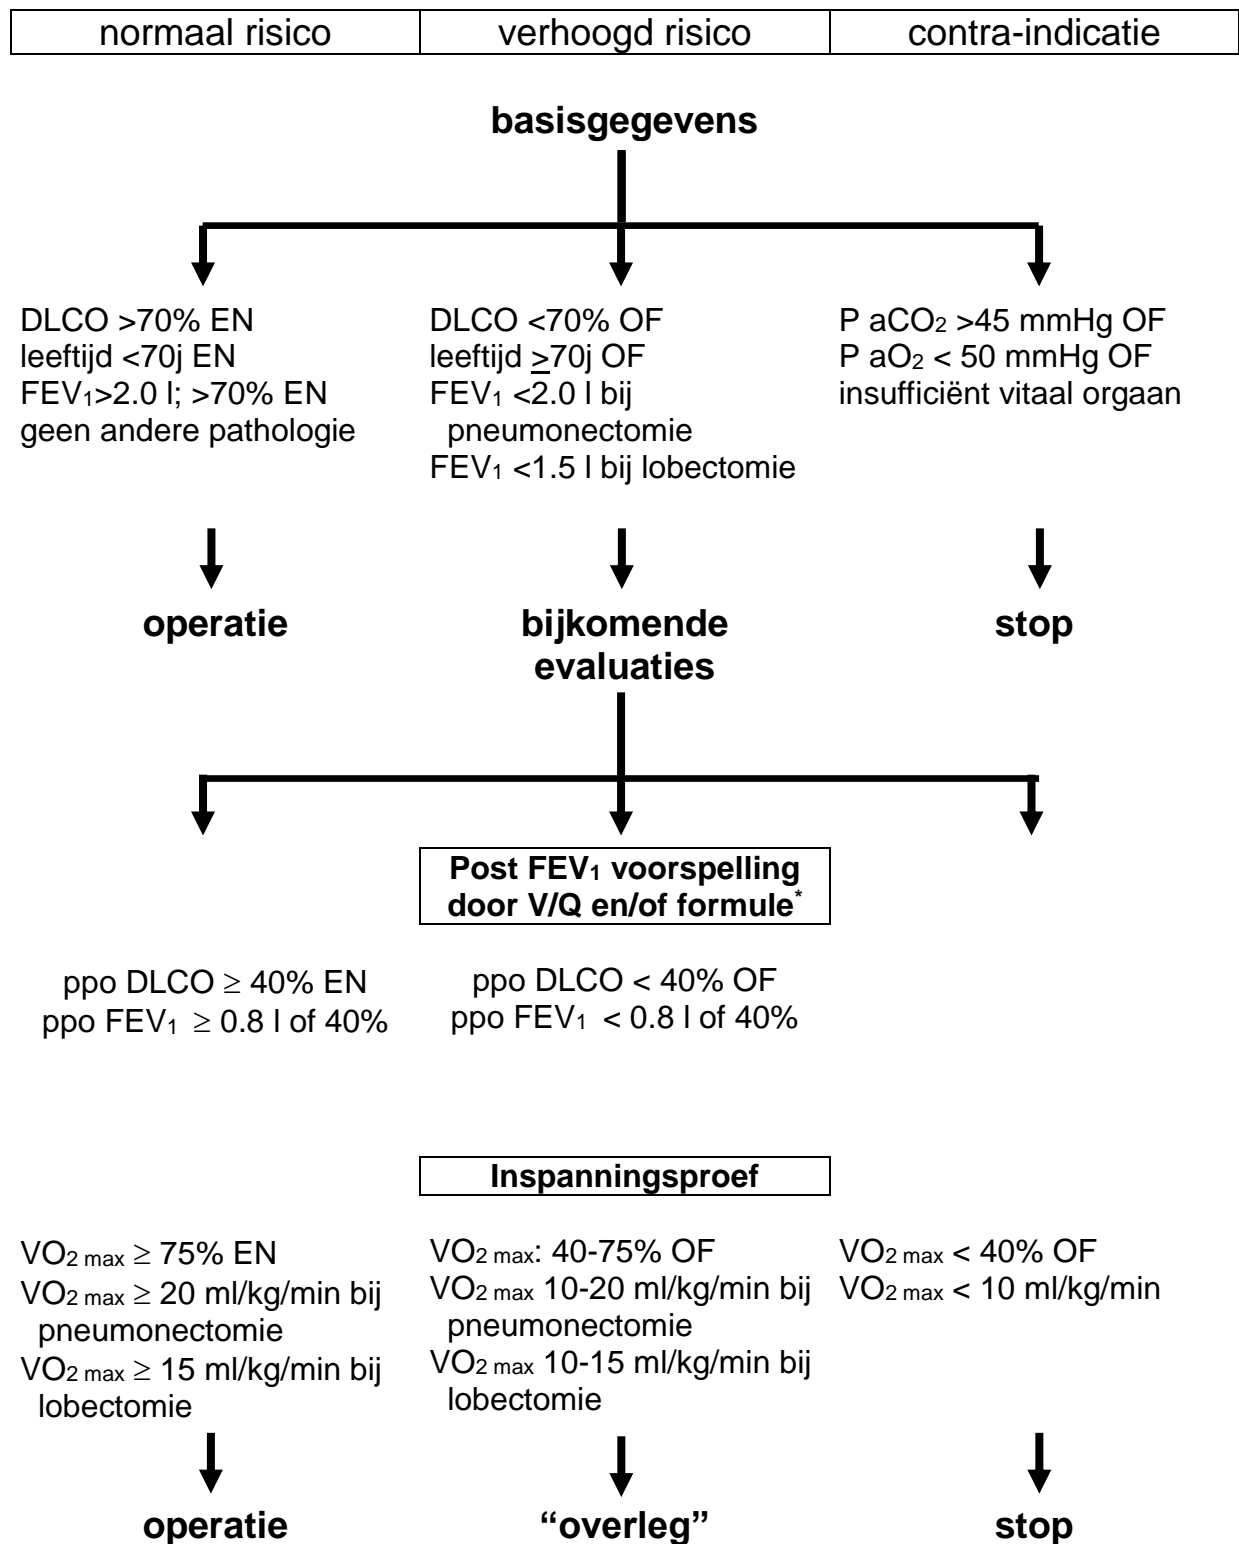 normaal risico
verhoogd risico
contra-indicatie
basisgegevens
DLCO >70% EN
leeftijd <70j EN
FEV₁>2.0 l; >70% EN
geen andere pathologie
DLCO <70% OF
leeftijd ≥70j OF
FEV₁ <2.0 l bij
pneumonectomie
FEV₁ <1.5 l bij lobectomie
P aCO₂ >45 mmHg OF
P aO₂ < 50 mmHg OF
insufficiënt vitaal orgaan
operatie
bijkomende
evaluaties
stop
Post FEV₁ voorspelling
door V/Q en/of formule*
ppo DLCO ≥ 40% EN
ppo FEV₁ ≥ 0.8 l of 40%
ppo DLCO < 40% OF
ppo FEV₁ < 0.8 l of 40%
Inspanningsproef
VO₂ max ≥ 75% EN
VO₂ max ≥ 20 ml/kg/min bij
pneumonectomie
VO₂ max ≥ 15 ml/kg/min bij
lobectomie
VO₂ max: 40-75% OF
VO₂ max 10-20 ml/kg/min bij
pneumonectomie
VO₂ max 10-15 ml/kg/min bij
lobectomie
VO₂ max < 40% OF
VO₂ max < 10 ml/kg/min
operatie
“overleg”
stop